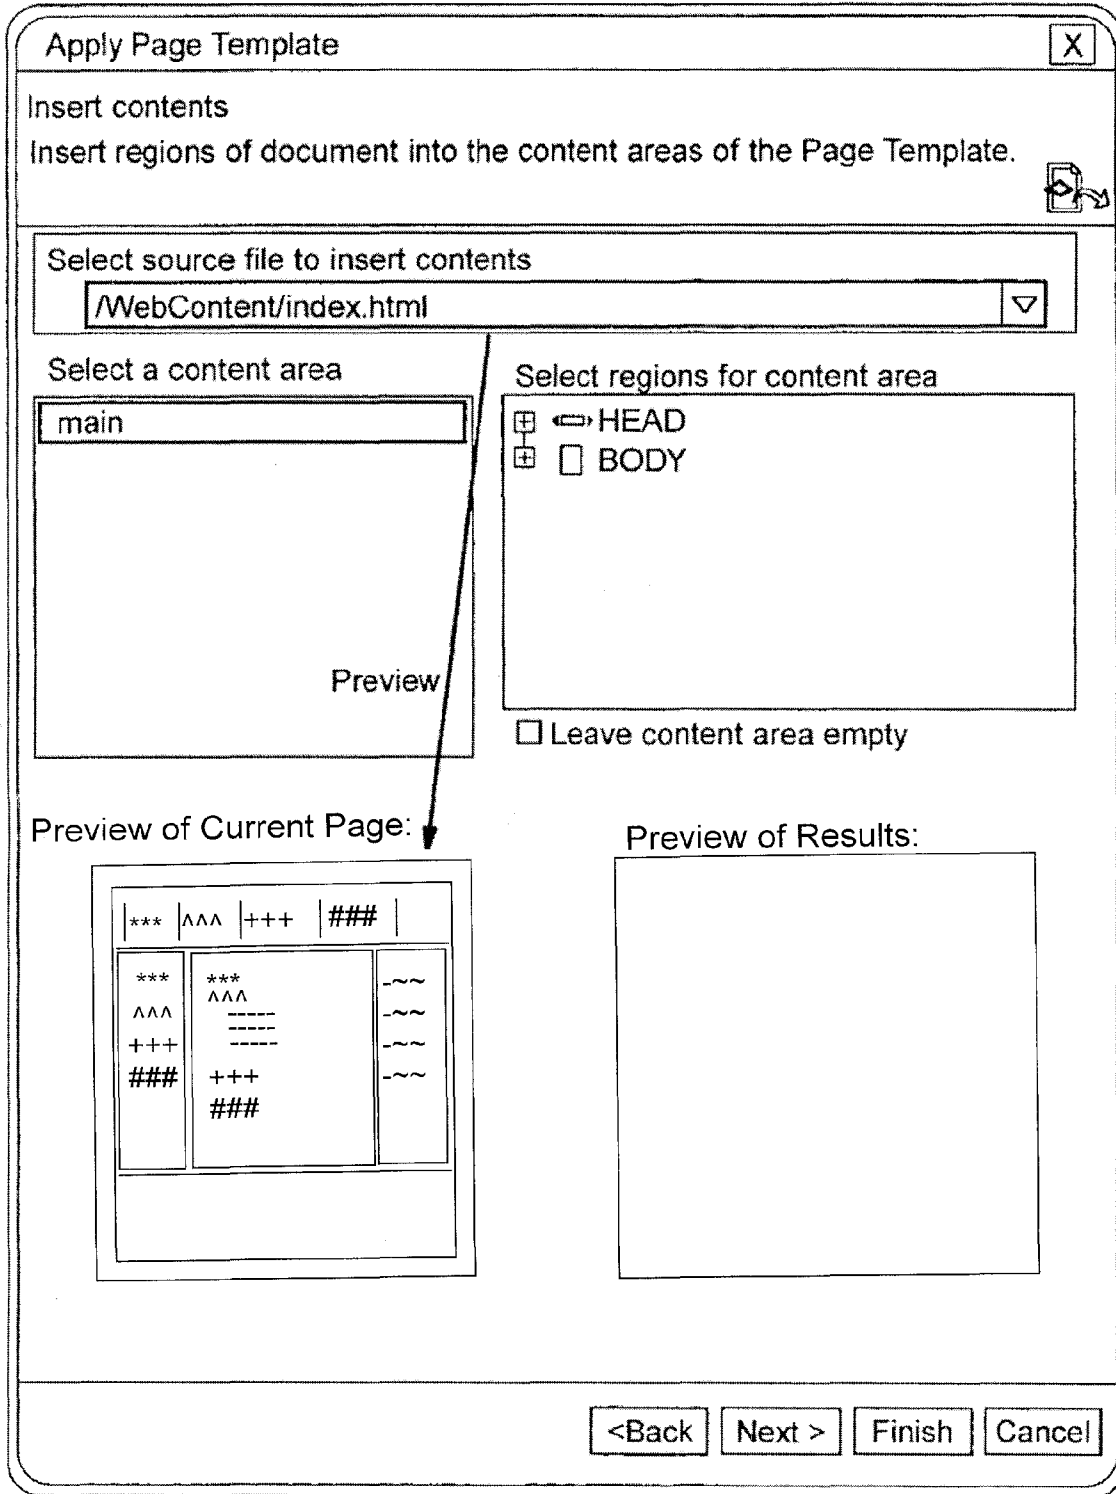 Apply Page Template X
Insert contents
Insert regions of document into the content areas of the Page Template.
Select source file to insert contents
/WebContent/index.html
Select a content area
main
Select regions for content area
HEAD
BODY
Preview
Leave content area empty
Preview of Current Page:
*** ^^^ +++ ###
***
^^^
+++
###
***
^^^
-----
-----
-----
+++
###
-~~
-~~
-~~
-~~
Preview of Results:
<Back Next > Finish Cancel